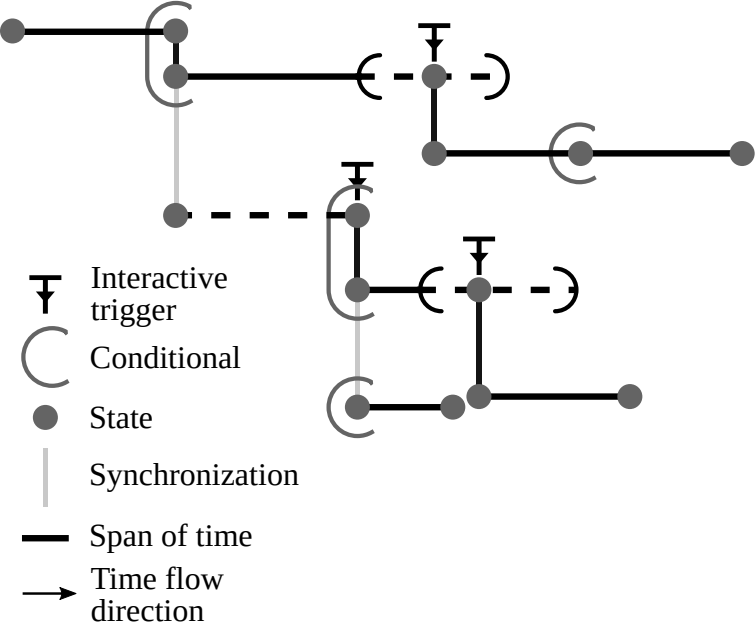 Interactive
trigger
Conditional
State
Synchronization
Span of time
Time flow
direction